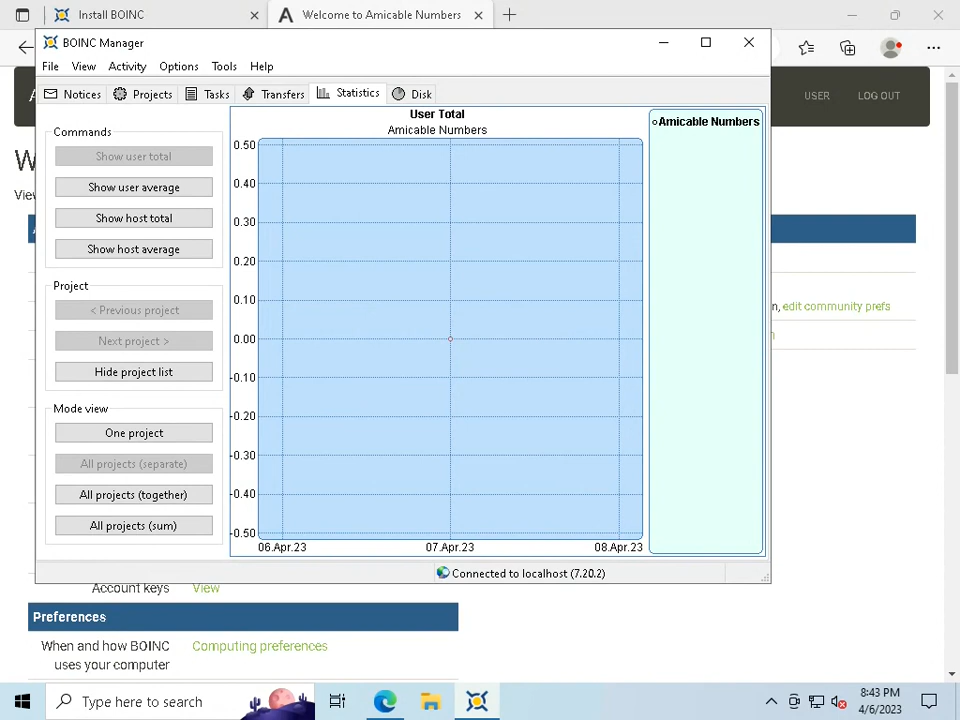 Install BOINC
Welcome to Amicable Numbers
BOINC Manager
File View Activity Options Tools Help
Notices Projects Tasks Transfers Statistics Disk
USER LOG OUT
Commands
Show user total
Show user average
Show host total
Show host average
Project
< Previous project
Next project >
Hide project list
Mode view
One project
All projects (separate)
All projects (together)
All projects (sum)
User Total
Amicable Numbers
0.50
0.40
0.30
0.20
0.10
0.00
-0.10
-0.20
-0.30
-0.40
-0.50
06.Apr.23 07.Apr.23 08.Apr.23
Amicable Numbers
edit community prefs
Connected to localhost (7.20.2)
Account keys View
Preferences
When and how BOINC uses your computer
Computing preferences
Type here to search
8:43 PM
4/6/2023